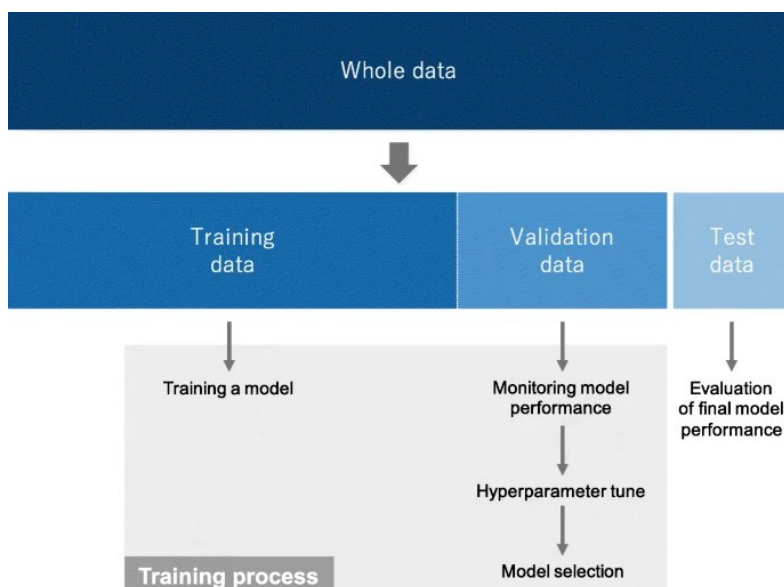 Whole data
Training
data
Validation
data
Test
data
Training a model
Monitoring model
performance
Evaluation
of final model
performance
Hyperparameter tune
Model selection
Training process